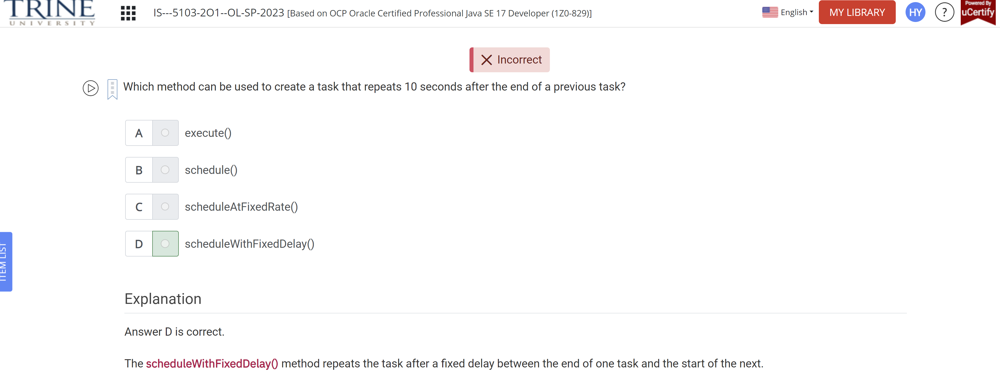 TRINE
UNIVERSITY
IS---5103-2O1--OL-SP-2023 [Based on OCP Oracle Certified Professional Java SE 17 Developer (1Z0-829)]
English
MY LIBRARY
HY
?
Powered By
uCertify
Incorrect
Which method can be used to create a task that repeats 10 seconds after the end of a previous task?
A execute()
B schedule()
C scheduleAtFixedRate()
D scheduleWithFixedDelay()
ITEM LIST
Explanation
Answer D is correct.
The scheduleWithFixedDelay() method repeats the task after a fixed delay between the end of one task and the start of the next.